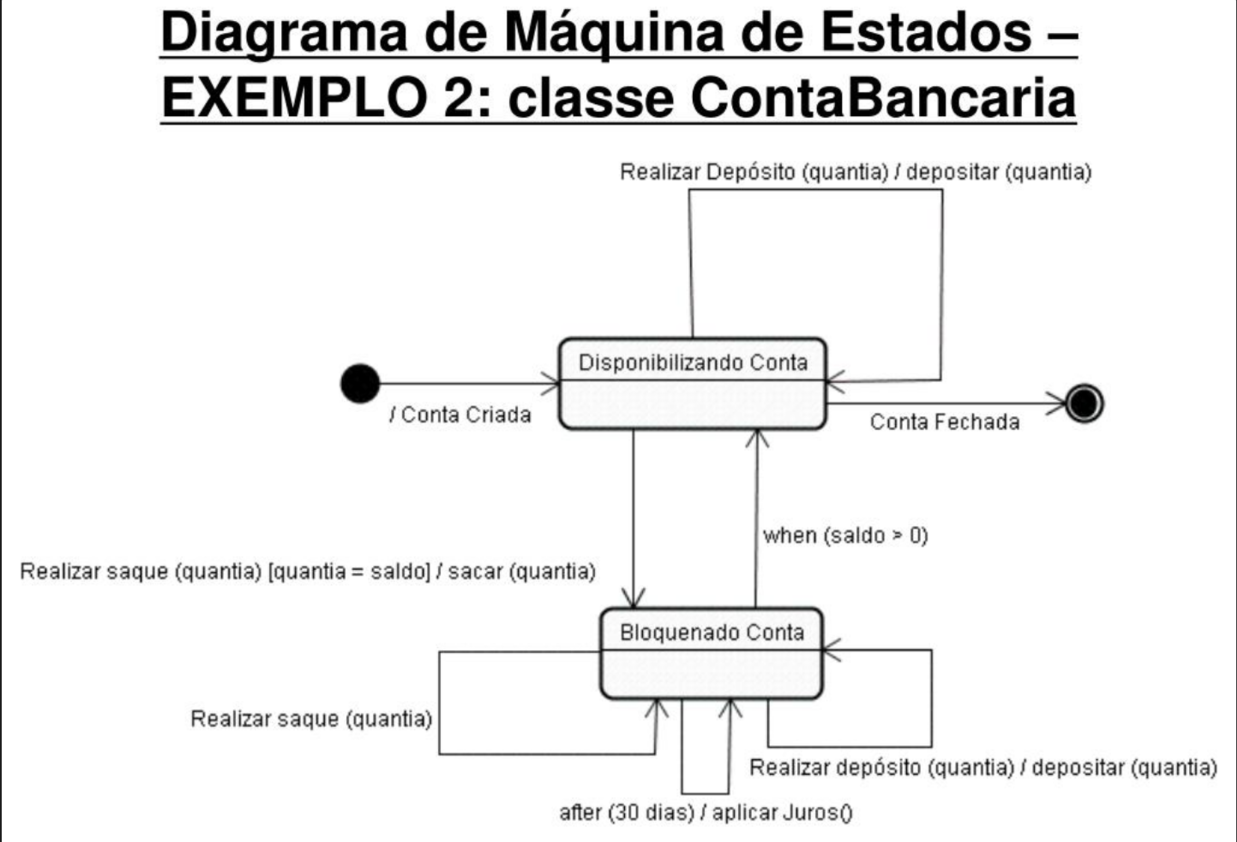 Diagrama de Máquina de Estados –
EXEMPLO 2: classe ContaBancaria
Realizar Depósito (quantia) / depositar (quantia)
Disponibilizando Conta
/ Conta Criada
Conta Fechada
when (saldo > 0)
Realizar saque (quantia) [quantia = saldo] / sacar (quantia)
Bloquenado Conta
Realizar saque (quantia)
Realizar depósito (quantia) / depositar (quantia)
after (30 dias) / aplicar Juros()